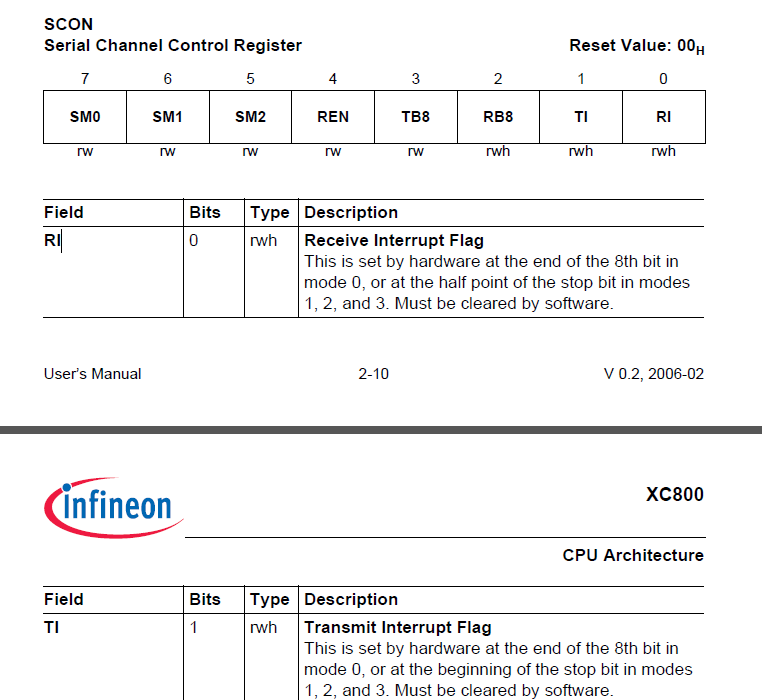 SCON
Serial Channel Control Register Reset Value: 00H
7 6 5 4 3 2 1 0
SM0 SM1 SM2 REN TB8 RB8 TI RI
rw rw rw rw rw rwh rwh rwh
Field Bits Type Description
RI 0 rwh Receive Interrupt Flag
This is set by hardware at the end of the 8th bit in
mode 0, or at the half point of the stop bit in modes
1, 2, and 3. Must be cleared by software.
User's Manual 2-10 V 0.2, 2006-02
infineon
XC800
CPU Architecture
Field Bits Type Description
TI 1 rwh Transmit Interrupt Flag
This is set by hardware at the end of the 8th bit in
mode 0, or at the beginning of the stop bit in modes
1, 2, and 3. Must be cleared by software.